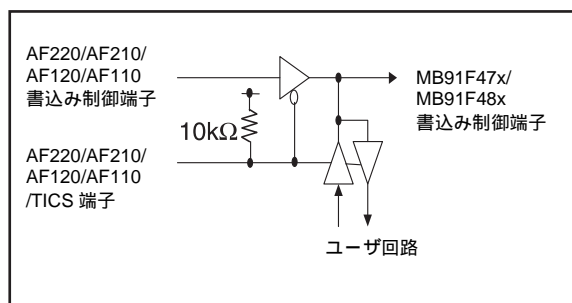 AF220/AF210/
AF120/AF110
書込み制御端子
MB91F47x/
MB91F48x
書込み制御端子
10kΩ
AF220/AF210/
AF120/AF110
/TICS 端子
ユーザ回路